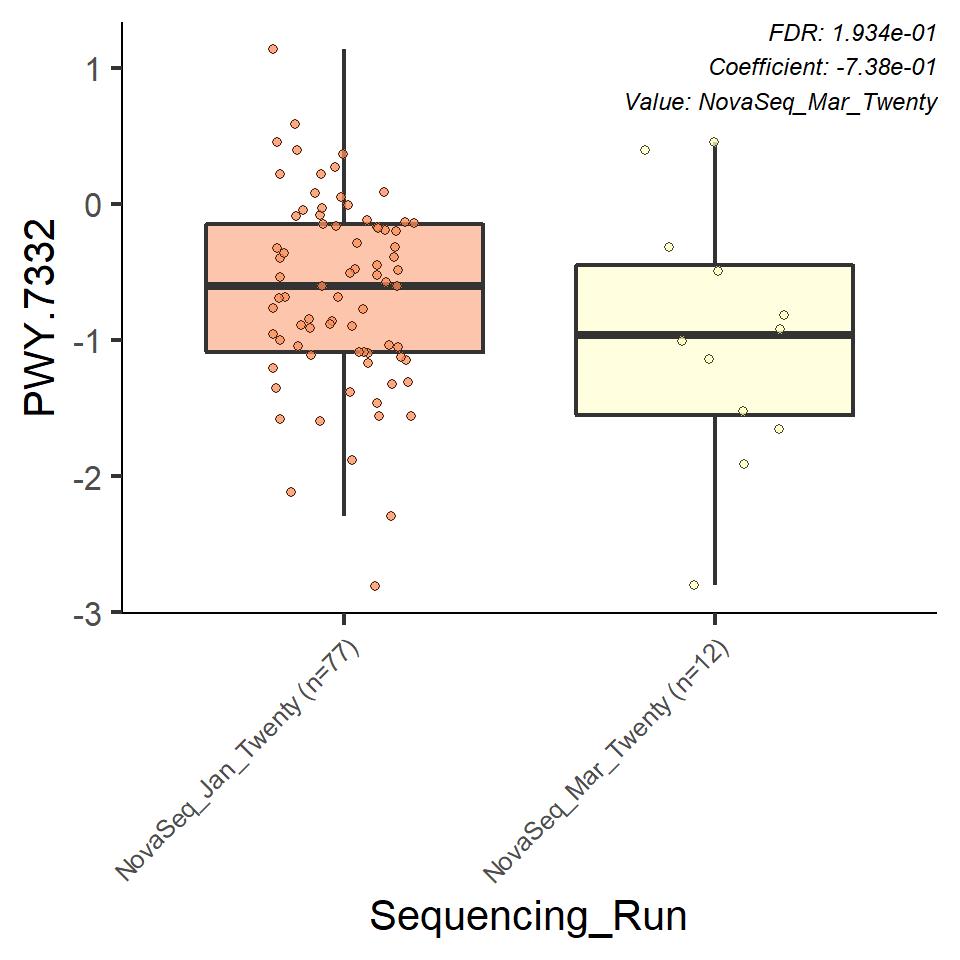 FDR: 1.934e-01
Coefficient: -7.38e-01
Value: NovaSeq_Mar_Twenty
PWY.7332
1
0
-1
-2
-3
NovaSeq_Jan_Twenty (n=77)
NovaSeq_Mar_Twenty (n=12)
Sequencing_Run